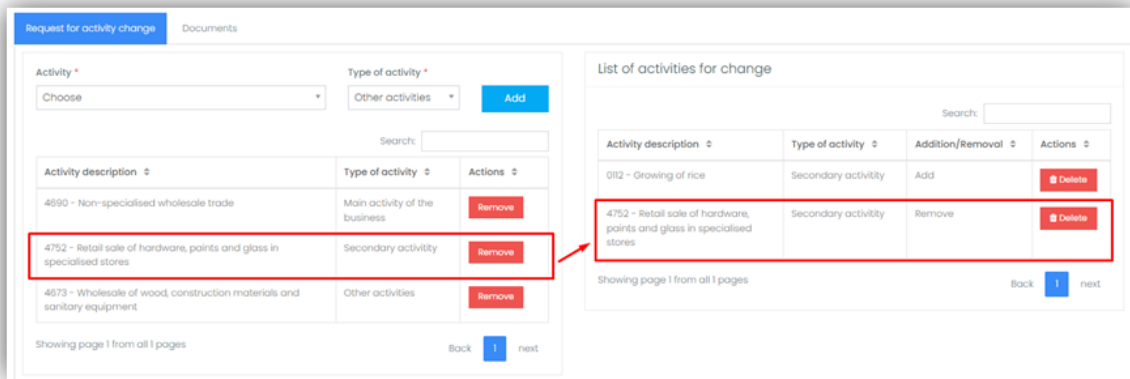 Request for activity change
Documents
Activity *
Type of activity *
Choose
Other activities
Add
Search:
Activity description
Type of activity
Actions
4690 - Non-specialised wholesale trade
Main activity of the
business
Remove
4752 - Retail sale of hardware, paints and glass in
specialised stores
Secondary activitity
Remove
4673 - Wholesale of wood, construction materials and
sanitary equipment
Other activities
Remove
Showing page 1 from all 1 pages
Back
1
next
List of activities for change
Search:
Activity description
Type of activity
Addition/Removal
Actions
0112 - Growing of rice
Secondary activitity
Add
Delete
4752 - Retail sale of hardware,
paints and glass in specialised
stores
Secondary activitity
Remove
Delete
Showing page 1 from all 1 pages
Back
1
next